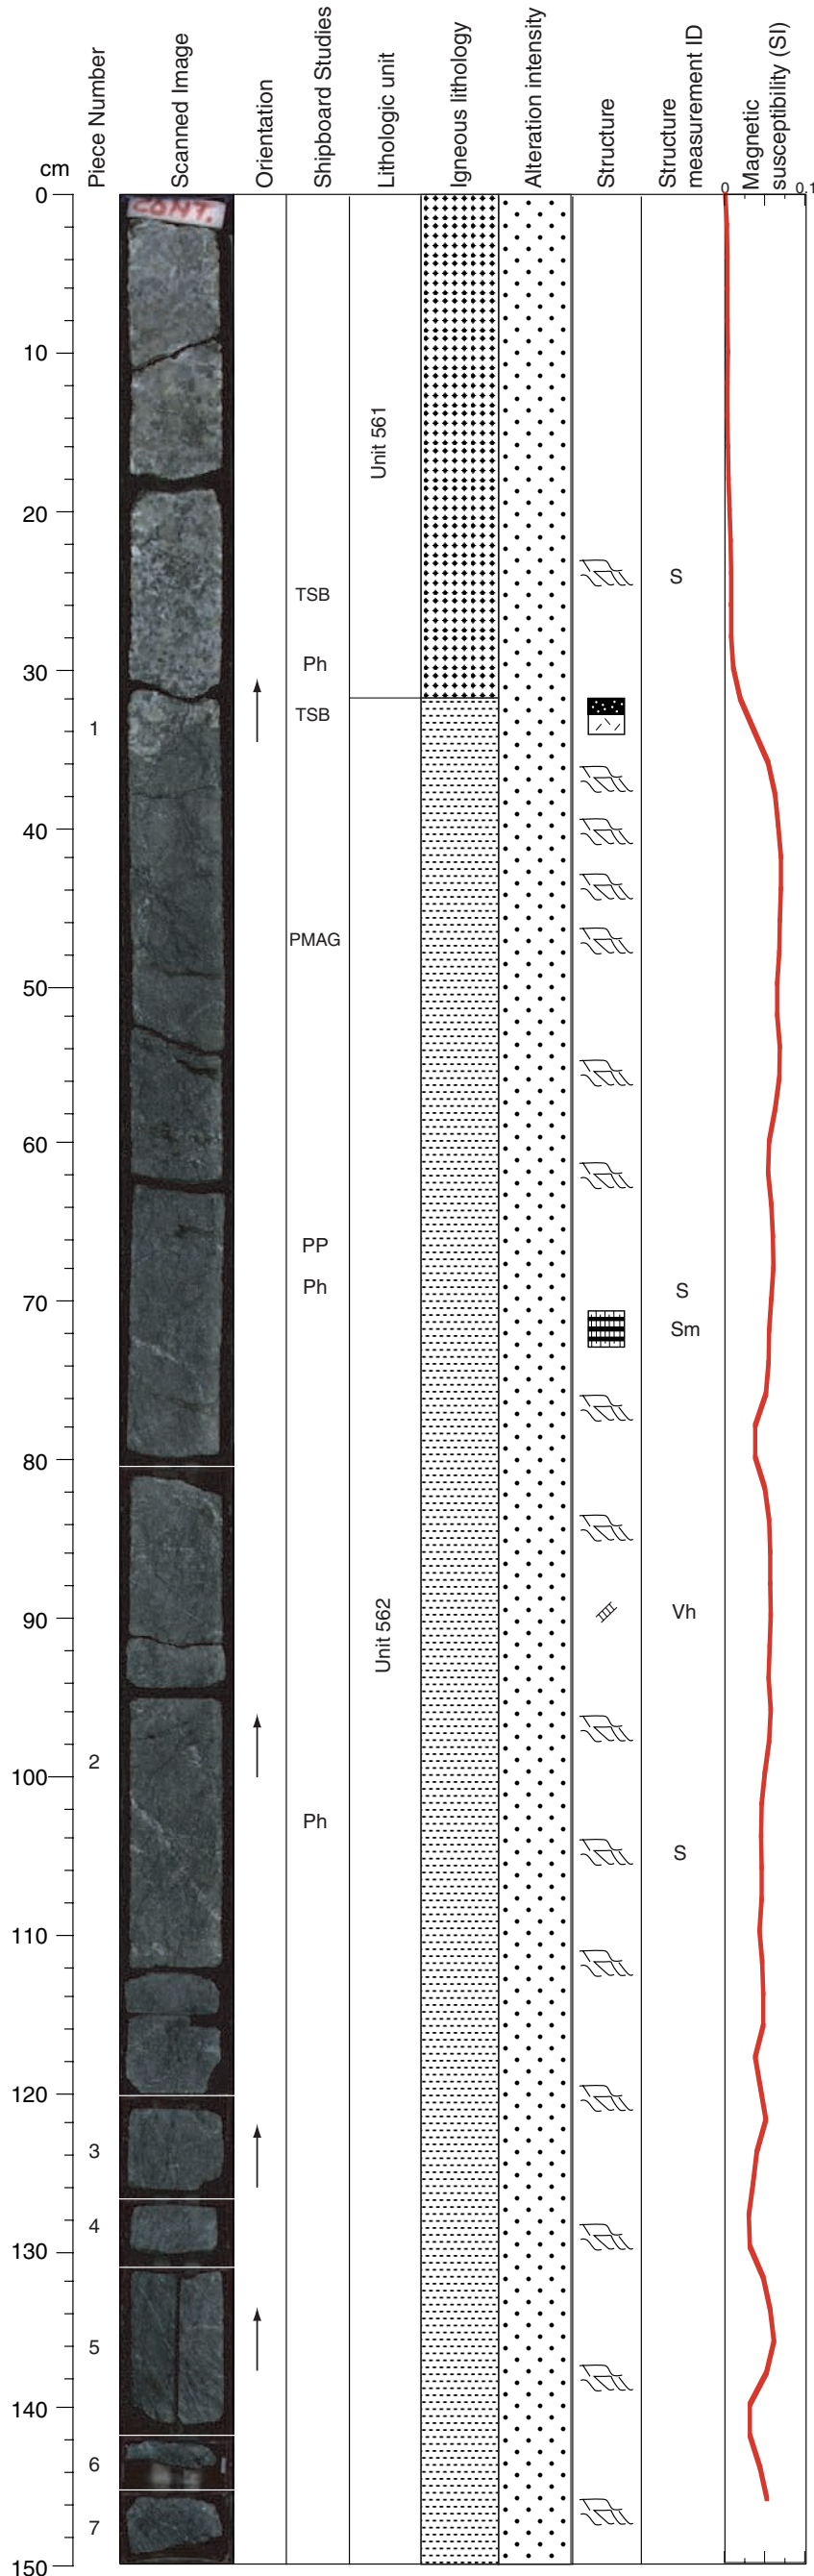 cm
Piece Number
Scanned Image
Orientation
Shipboard Studies
Lithologic unit
Igneous lithology
Alteration intensity
Structure
Structure
measurement ID
Magnetic
susceptibility (SI)
0
0
0.1
CONT.
10
Unit 561
20
S
TSB
30
Ph
TSB
1
40
PMAG
50
60
PP
Ph
S
70
Sm
80
90
Vh
Unit 562
2
100
Ph
S
110
120
3
4
130
5
140
6
7
150